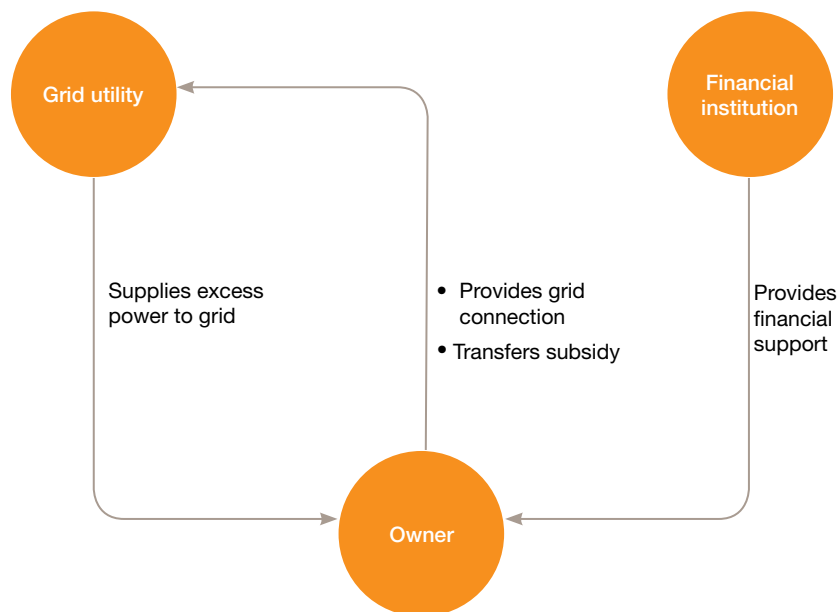 Grid utility
Financial
institution
Supplies excess
power to grid
• Provides grid
connection
• Transfers subsidy
Provides
financial
support
Owner